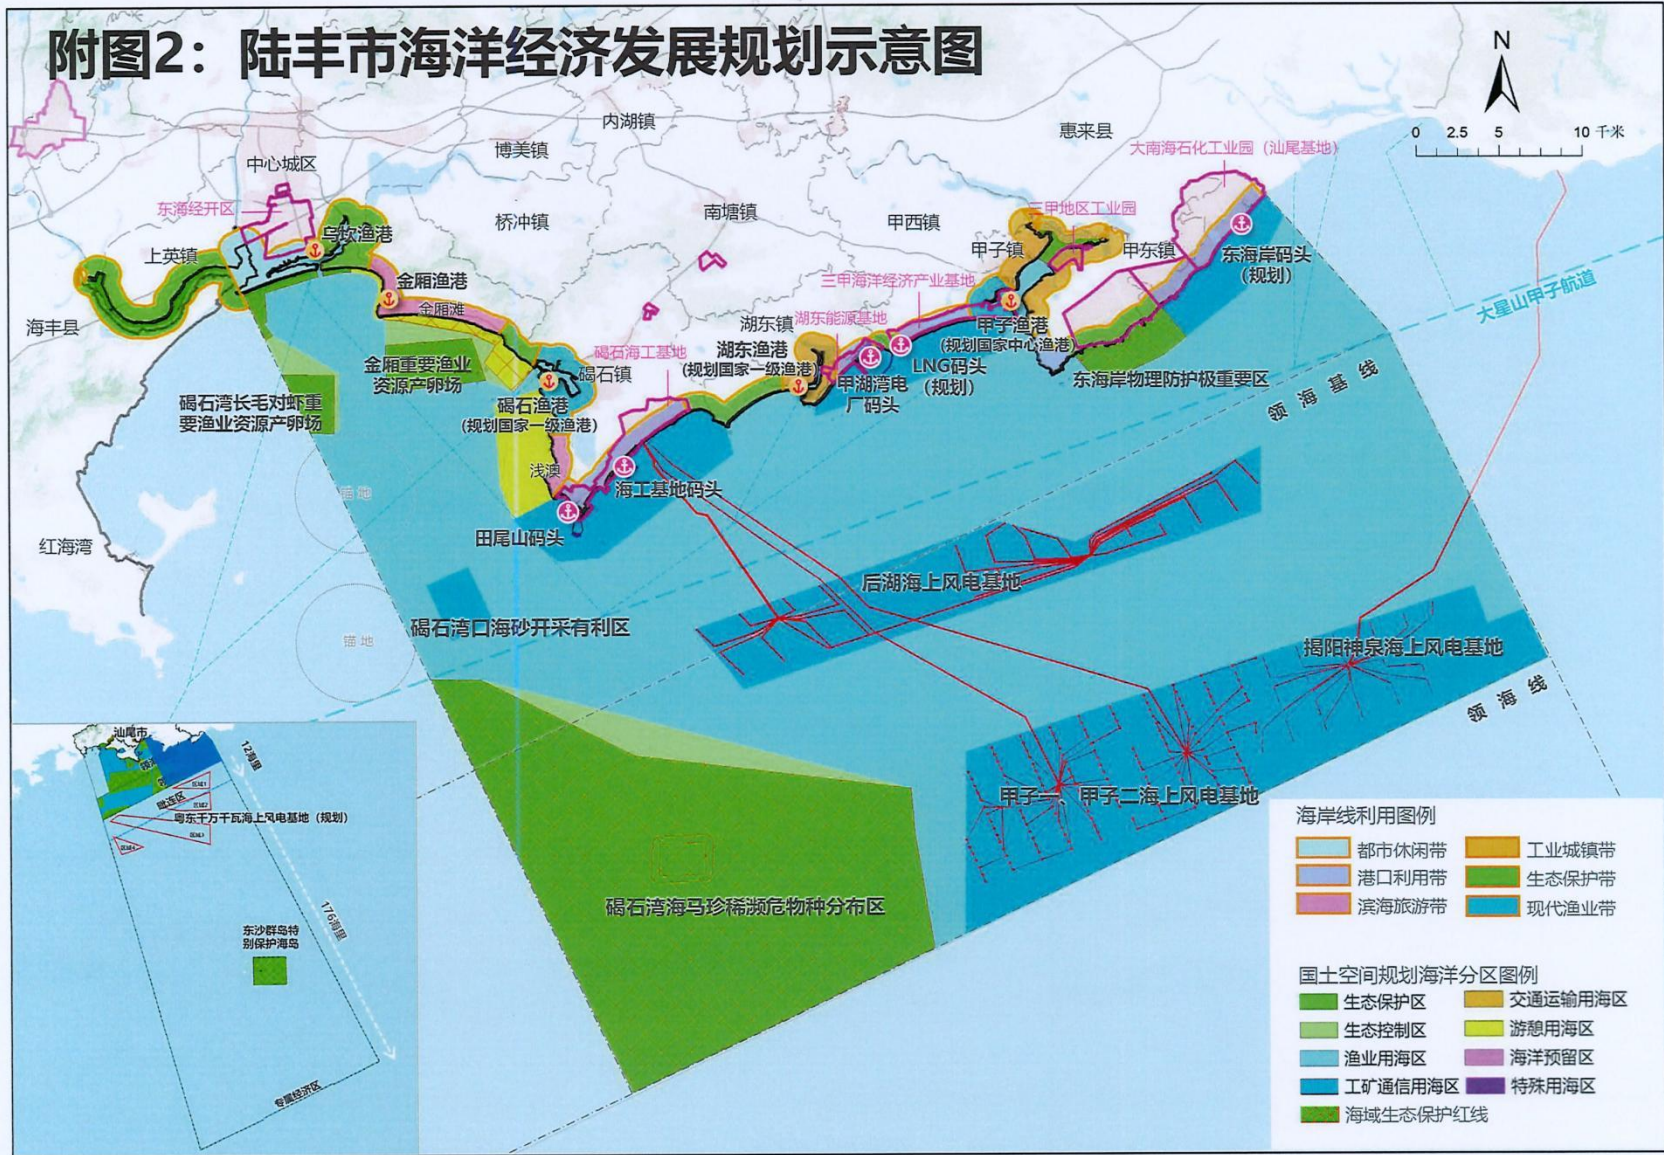 附图2：陆丰市海洋经济发展规划示意图
N
0 2.5 5 10 千米
内湖镇
惠来县
博美镇
中心城区
大南海石化工业园（汕尾基地）
东海经开区
桥冲镇
南塘镇
甲西镇
三甲地区工业园
乌坎渔港
上英镇
甲子镇
甲东镇
东海岸码头
（规划）
金厢渔港
三甲海洋经济产业基地
大星山甲子航道
金厢滩
湖东能源基地
海丰县
湖东镇
甲子渔港
（规划国家中心渔港）
碣石海工基地
湖东渔港
（规划国家一级渔港）
金厢重要渔业
资源产卵场
碣石镇
LNG码头
（规划）
甲湖湾电
厂码头
东海岸物理防护极重要区
碣石湾长毛对虾重
要渔业资源产卵场
碣石渔港
（规划国家一级渔港）
领海基线
浅澳
锚地
海工基地码头
田尾山码头
红海湾
后湖海上风电基地
碣石湾口海砂开采有利区
锚地
揭阳神泉海上风电基地
领海线
甲子一、甲子二海上风电基地
碣石湾海马珍稀濒危物种分布区
汕尾市
12海里
毗连区
粤东千万千瓦海上风电基地（规划）
176海里
东沙群岛特
别保护海岛
专属经济区
海岸线利用图例
都市休闲带 工业城镇带
港口利用带 生态保护带
滨海旅游带 现代渔业带
国土空间规划海洋分区图例
生态保护区 交通运输用海区
生态控制区 游憩用海区
渔业用海区 海洋预留区
工矿通信用海区 特殊用海区
海域生态保护红线